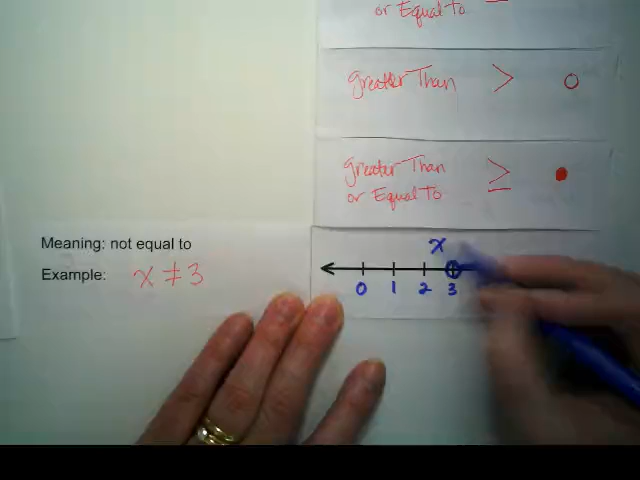 or Equal To
greater Than >
greater Than
or Equal To ≥
Meaning: not equal to
Example: x ≠ 3
x
0 1 2 3